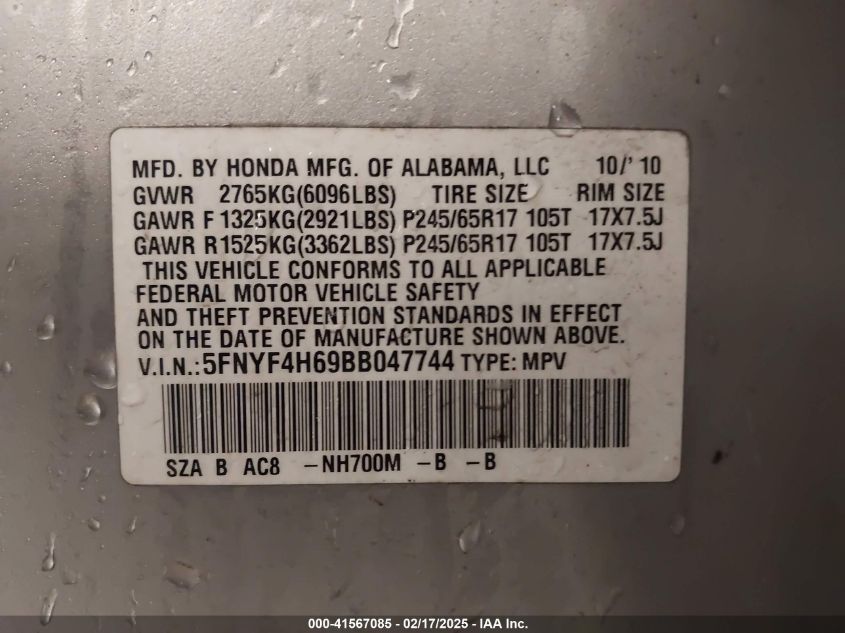 MFD. BY HONDA MFG. OF ALABAMA, LLC 10/' 10
GVWR 2765KG(6096LBS) TIRE SIZE RIM SIZE
GAWR F 1325KG(2921LBS) P245/65R17 105T 17X7.5J
GAWR R1525KG(3362LBS) P245/65R17 105T 17X7.5J
THIS VEHICLE CONFORMS TO ALL APPLICABLE
FEDERAL MOTOR VEHICLE SAFETY
AND THEFT PREVENTION STANDARDS IN EFFECT
ON THE DATE OF MANUFACTURE SHOWN ABOVE.
V.I.N.:5FNYF4H69BB047744 TYPE: MPV
SZA B AC8 -NH700M -B -B
000-41567085 - 02/17/2025 - IAA Inc.